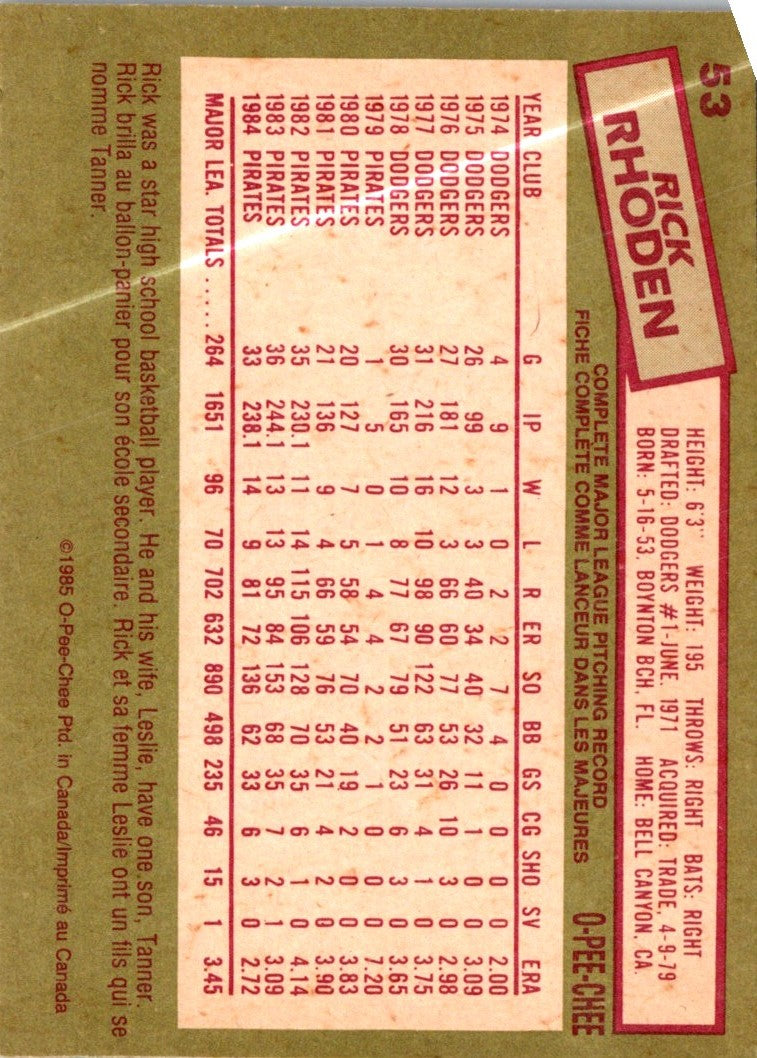 53
RICK
RHODEN
HEIGHT: 6'3" WEIGHT: 195 THROWS: RIGHT BATS: RIGHT
DRAFTED: DODGERS #1-JUNE, 1971 ACQUIRED: TRADE, 4-9-79
BORN: 5-16-53, BOYNTON BCH, FL. HOME: BELL CANYON, CA.
COMPLETE MAJOR LEAGUE PITCHING RECORD
FICHE COMPLÈTE COMME LANCEUR DANS LES MAJEURES O-PEE-CHEE
YEAR CLUB G IP W L R ER SO BB GS CG SHO SV ERA
1974 DODGERS 4 9 1 0 2 2 7 4 0 0 0 0 2.00
1975 DODGERS 26 99 3 3 40 34 40 32 11 1 0 0 3.09
1976 DODGERS 27 181 12 3 66 60 77 53 26 10 3 0 2.98
1977 DODGERS 31 216 16 10 98 90 122 63 31 4 1 0 3.75
1978 DODGERS 30 165 10 8 77 67 79 51 23 6 3 0 3.65
1979 PIRATES 1 5 0 1 4 4 2 2 1 0 0 0 7.20
1980 PIRATES 20 127 7 5 58 54 70 40 19 2 0 0 3.83
1981 PIRATES 21 136 9 4 66 59 76 53 21 4 2 0 3.90
1982 PIRATES 35 230.1 11 14 115 106 128 70 35 6 1 0 4.14
1983 PIRATES 36 244.1 13 13 95 84 153 68 35 7 2 1 3.09
1984 PIRATES 33 238.1 14 9 81 72 136 62 33 6 3 0 2.72
MAJOR LEA. TOTALS ..... 264 1651 96 70 702 632 890 498 235 46 15 1 3.45
Rick was a star high school basketball player. He and his wife, Leslie, have one son, Tanner.
Rick brilla au ballon-panier pour son école secondaire. Rick et sa femme Leslie ont un fils qui se
nomme Tanner.
©1985 O-Pee-Chee Ptd. in Canada/Imprimé au Canada